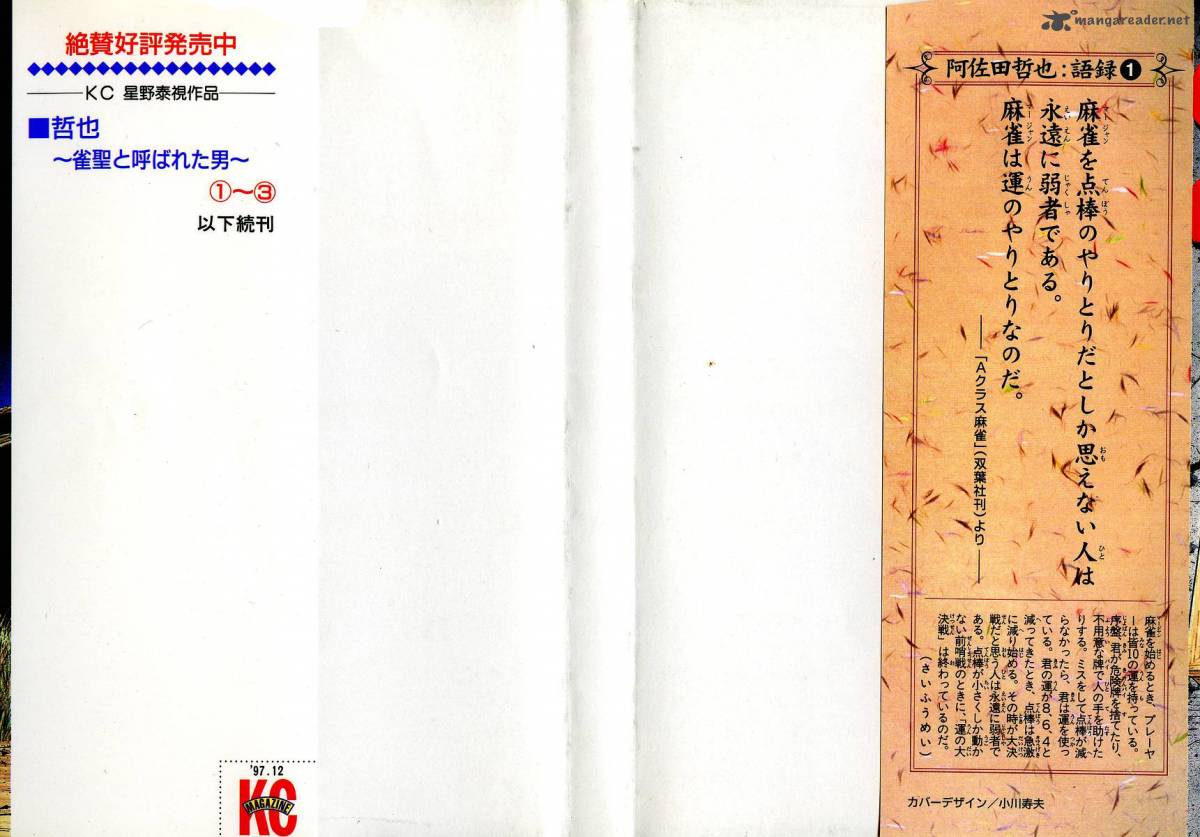 絶賛好評発売中
KC 星野泰視作品
■哲也
～雀聖と呼ばれた男～
①～③
以下続刊
'97.12
KC
MAGAZINE
mangareader.net
阿佐田哲也：語録❶
麻雀を点棒のやりとりだとしか思えない人は
永遠に弱者である。
麻雀は運のやりとりなのだ。
──「Aクラス麻雀」（双葉社刊）より──
麻雀を始めるとき、プレーヤ
ーは皆10の運を持っている。
序盤、君が危険牌を捨てたり、
不用意な牌で人の手を助けた
りする。ミスをして点棒が減
らなかったら、君は運を使っ
ている。君の運が8、6、4と
減ってきたとき、点棒は急激
に減り始める。その時が大決
戦だと思う人は永遠に弱者で
ある。点棒が小さくしか動か
ない前哨戦のときに、「運の大
決戦」は終わっているのだ。
（さいふうめい）
カバーデザイン／小川寿夫